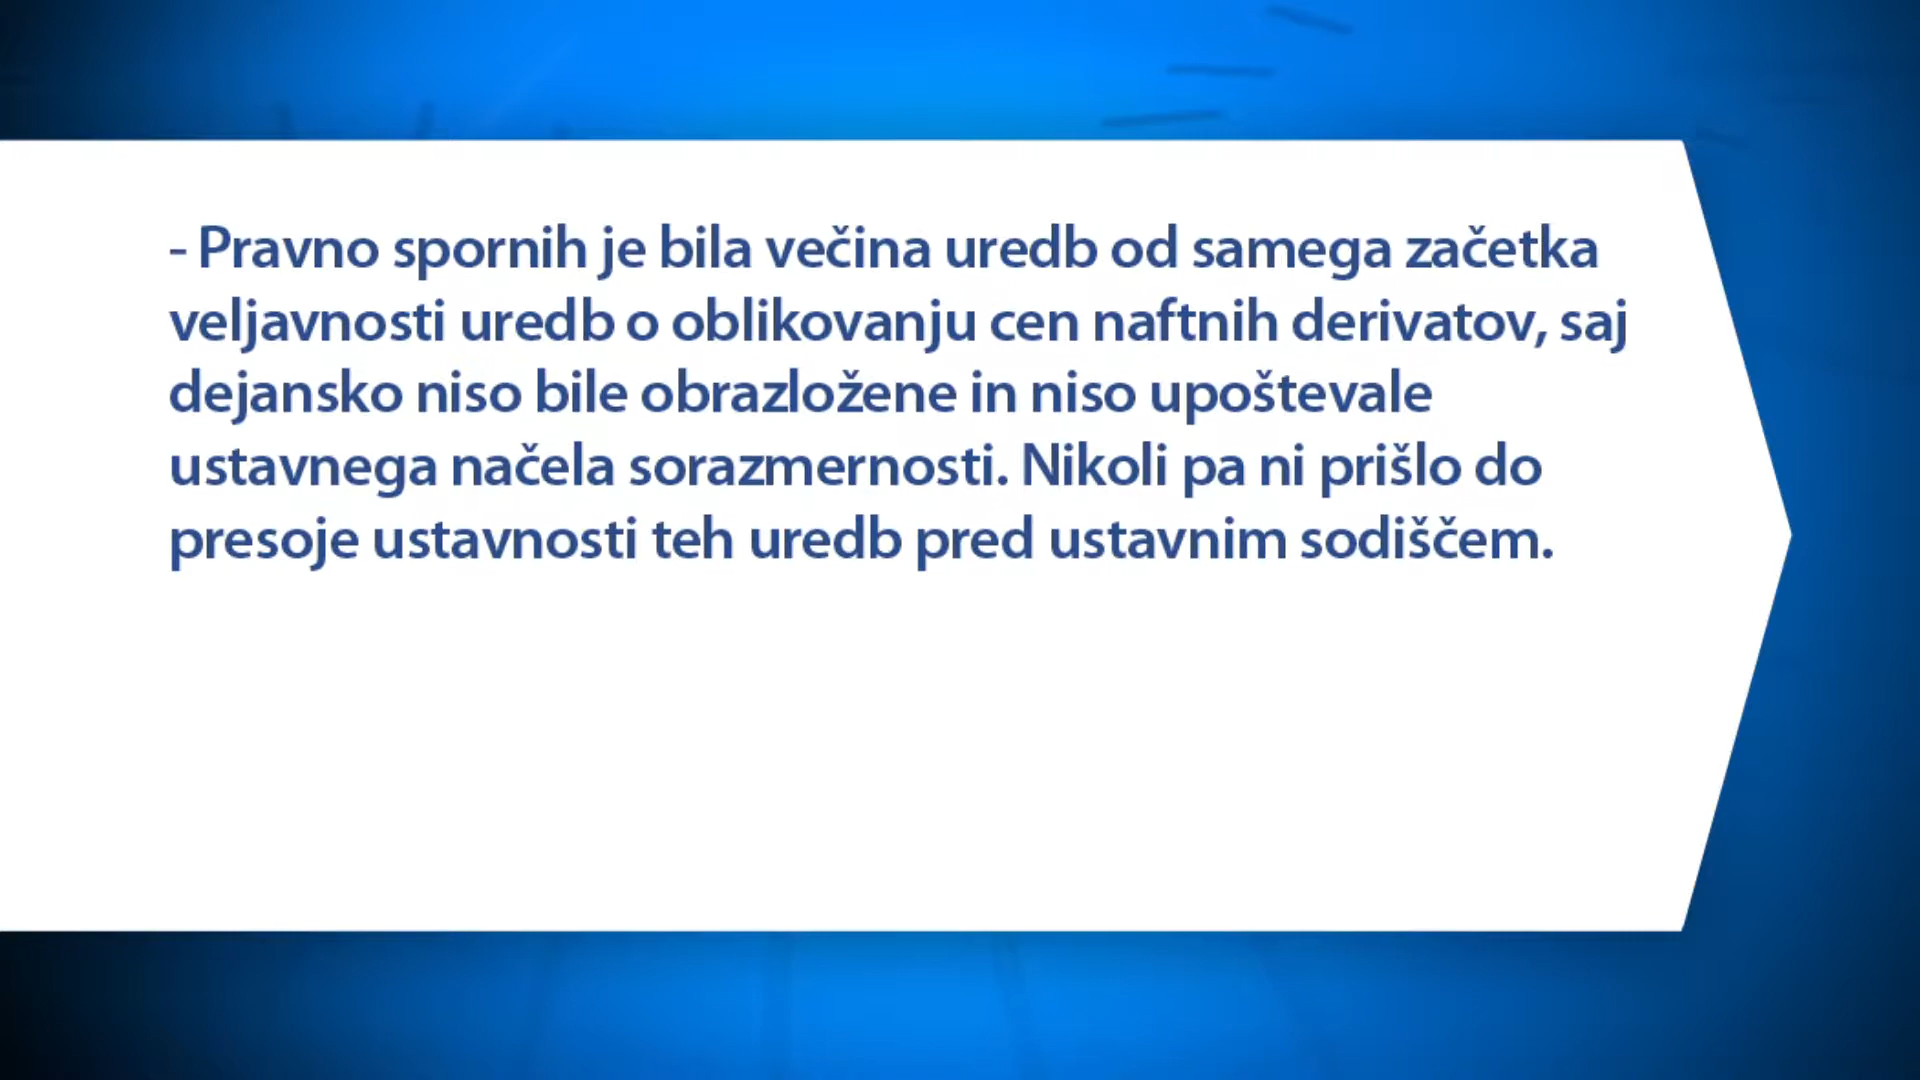 - Pravno spornih je bila večina uredb od samega začetka
veljavnosti uredb o oblikovanju cen naftnih derivatov, saj
dejansko niso bile obrazložene in niso upoštevale
ustavnega načela sorazmernosti. Nikoli pa ni prišlo do
presoje ustavnosti teh uredb pred ustavnim sodiščem.